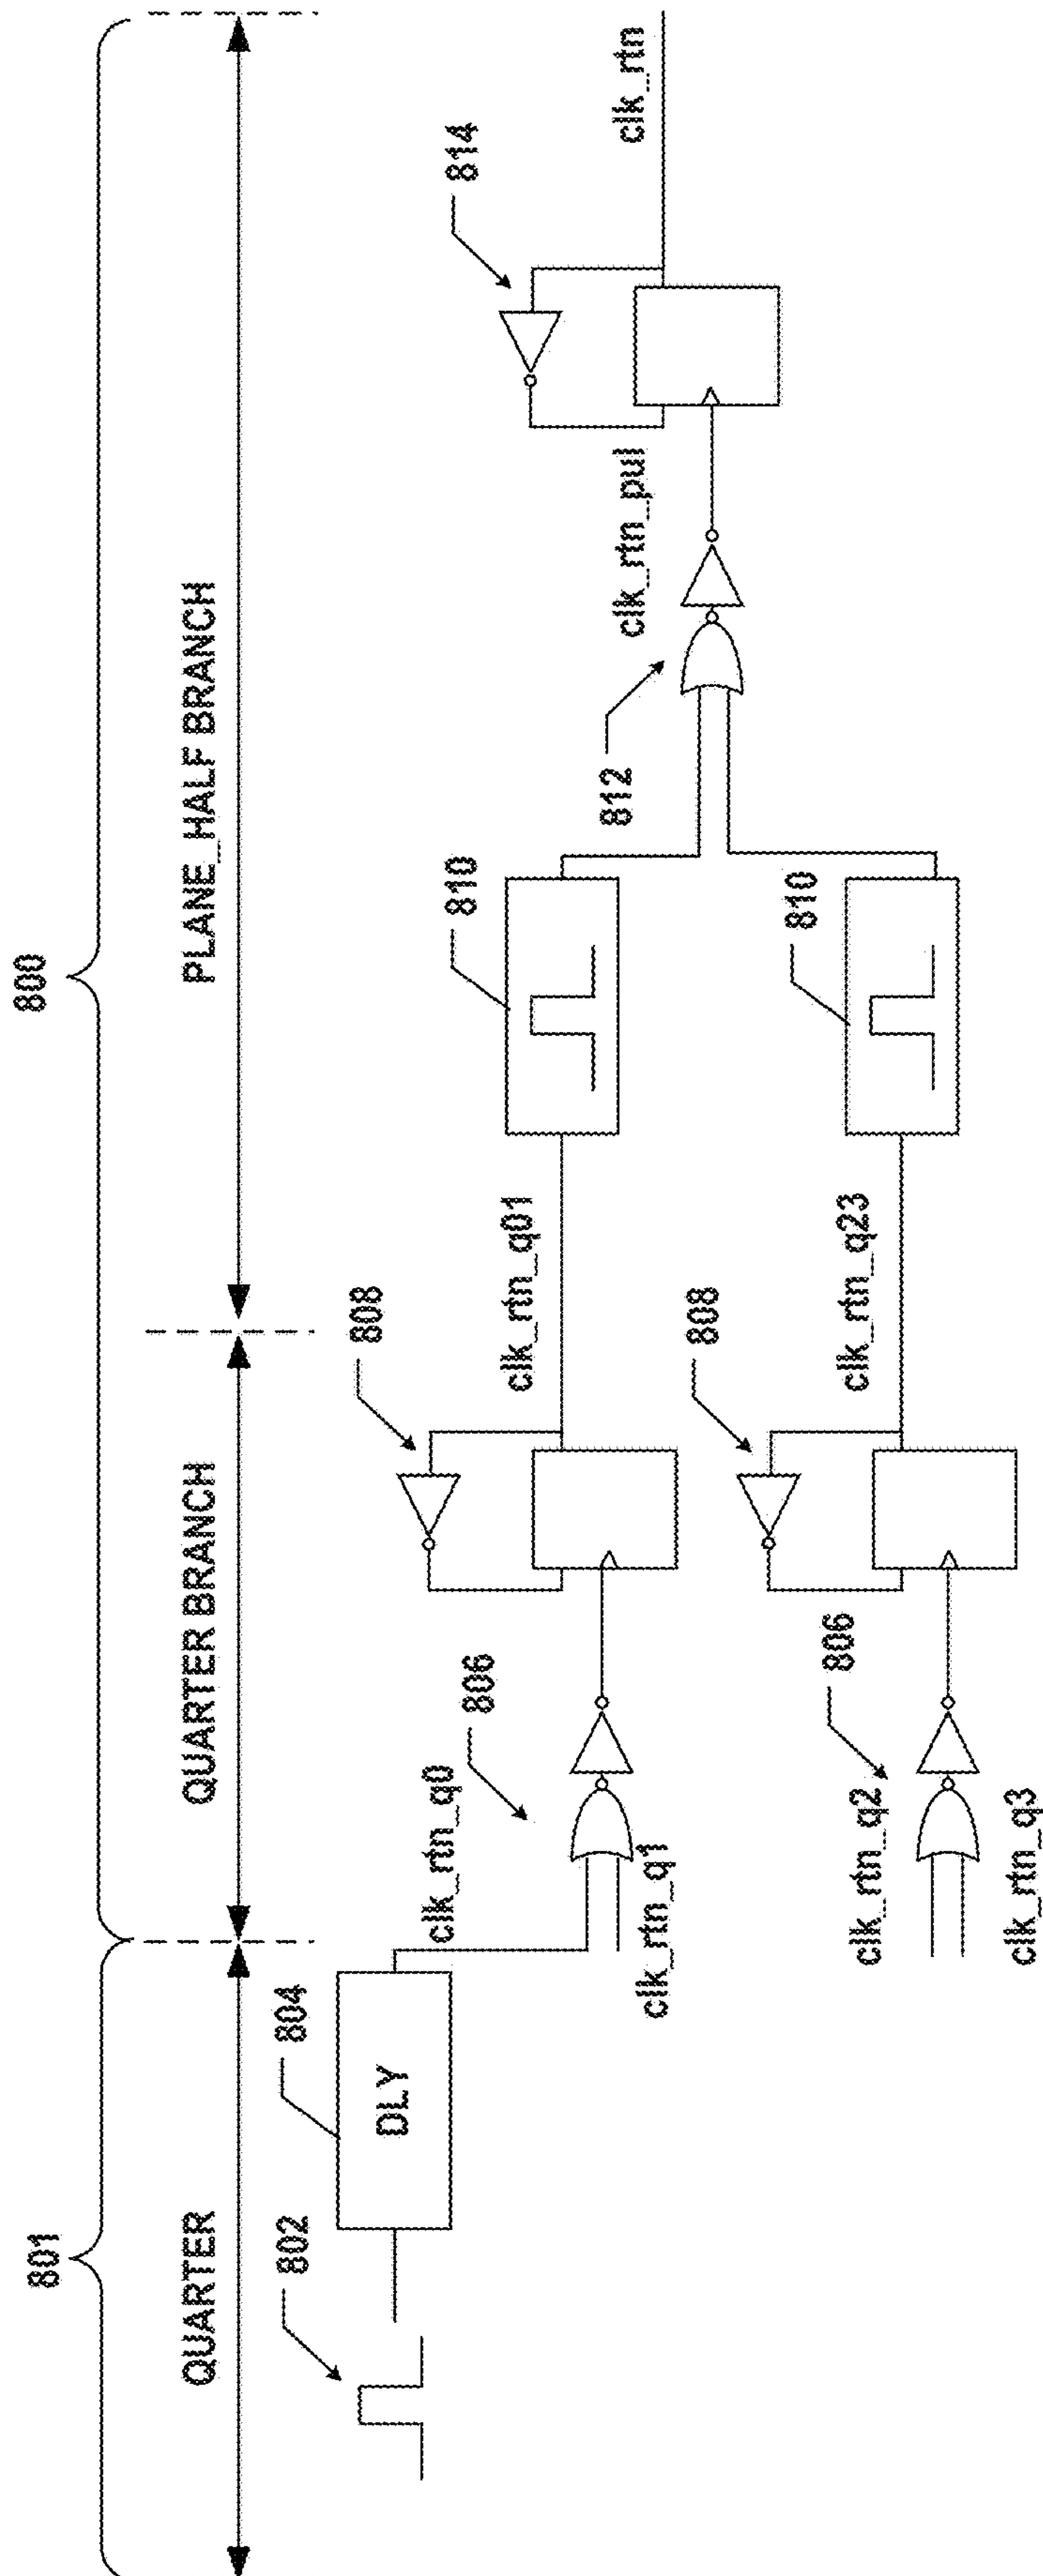 801
800
QUARTER
QUARTER BRANCH
PLANE_HALF BRANCH
802
804
DLY
clk_rtn_q0
clk_rtn_q1
806
808
clk_rtn_q01
810
clk_rtn_q2
clk_rtn_q3
806
808
clk_rtn_q23
810
812
clk_rtn_pul
814
clk_rtn